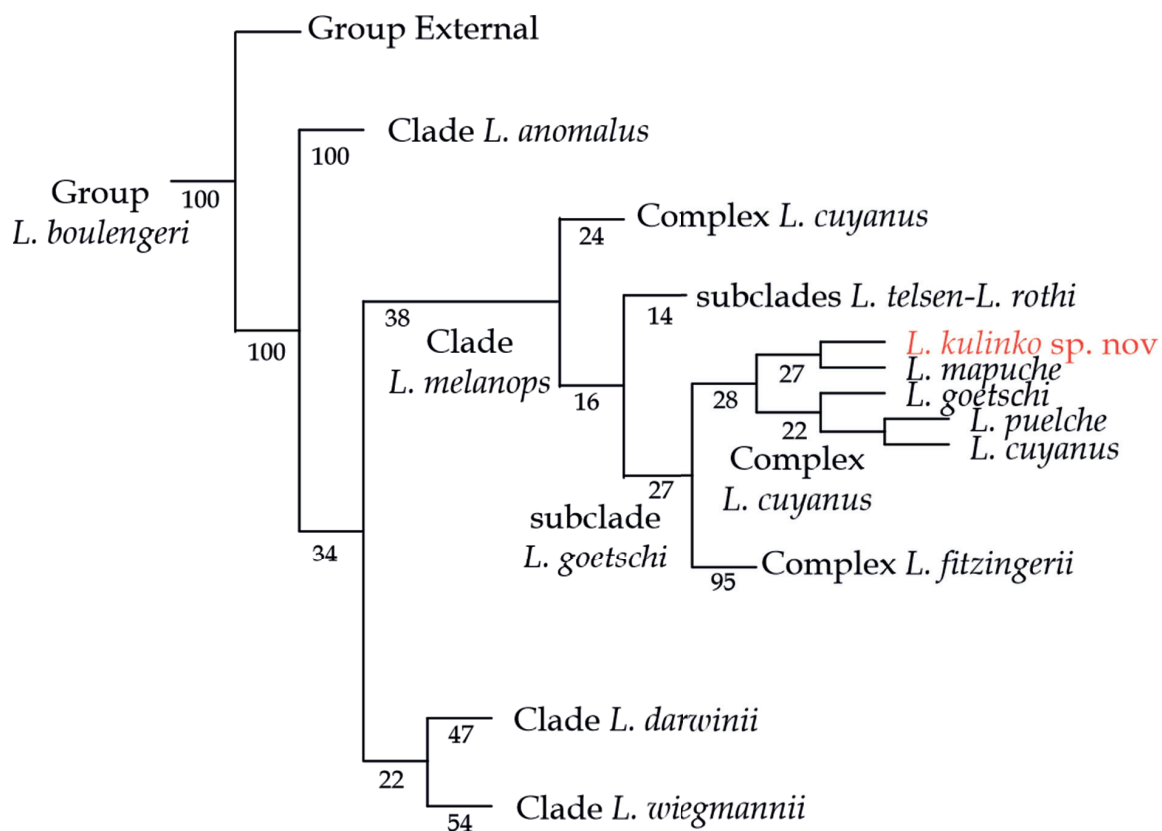 Group External
Clade L. anomalus
100
100
Group
L. boulengeri
Complex L. cuyanus
24
subclades L. telsen-L. rothi
14
38
Clade
L. melanops
100
L. kulinko sp. nov
L. mapuche
27
L. goetschi
16
28
L. puelche
22
L. cuyanus
Complex
L. cuyanus
27
subclade
L. goetschi
34
Complex L. fitzingerii
95
Clade L. darwinii
47
22
Clade L. wiegmannii
54